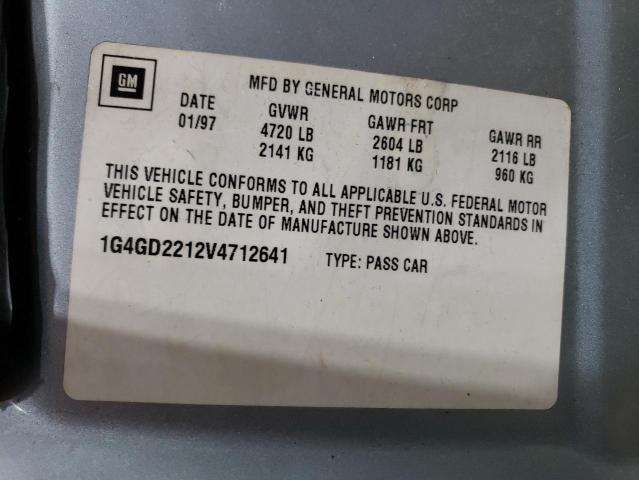 GM
MFD BY GENERAL MOTORS CORP
DATE GVWR GAWR FRT GAWR RR
01/97 4720 LB 2604 LB 2116 LB
2141 KG 1181 KG 960 KG
THIS VEHICLE CONFORMS TO ALL APPLICABLE U.S. FEDERAL MOTOR
VEHICLE SAFETY, BUMPER, AND THEFT PREVENTION STANDARDS IN
EFFECT ON THE DATE OF MANUFACTURE SHOWN ABOVE.
1G4GD2212V4712641 TYPE: PASS CAR